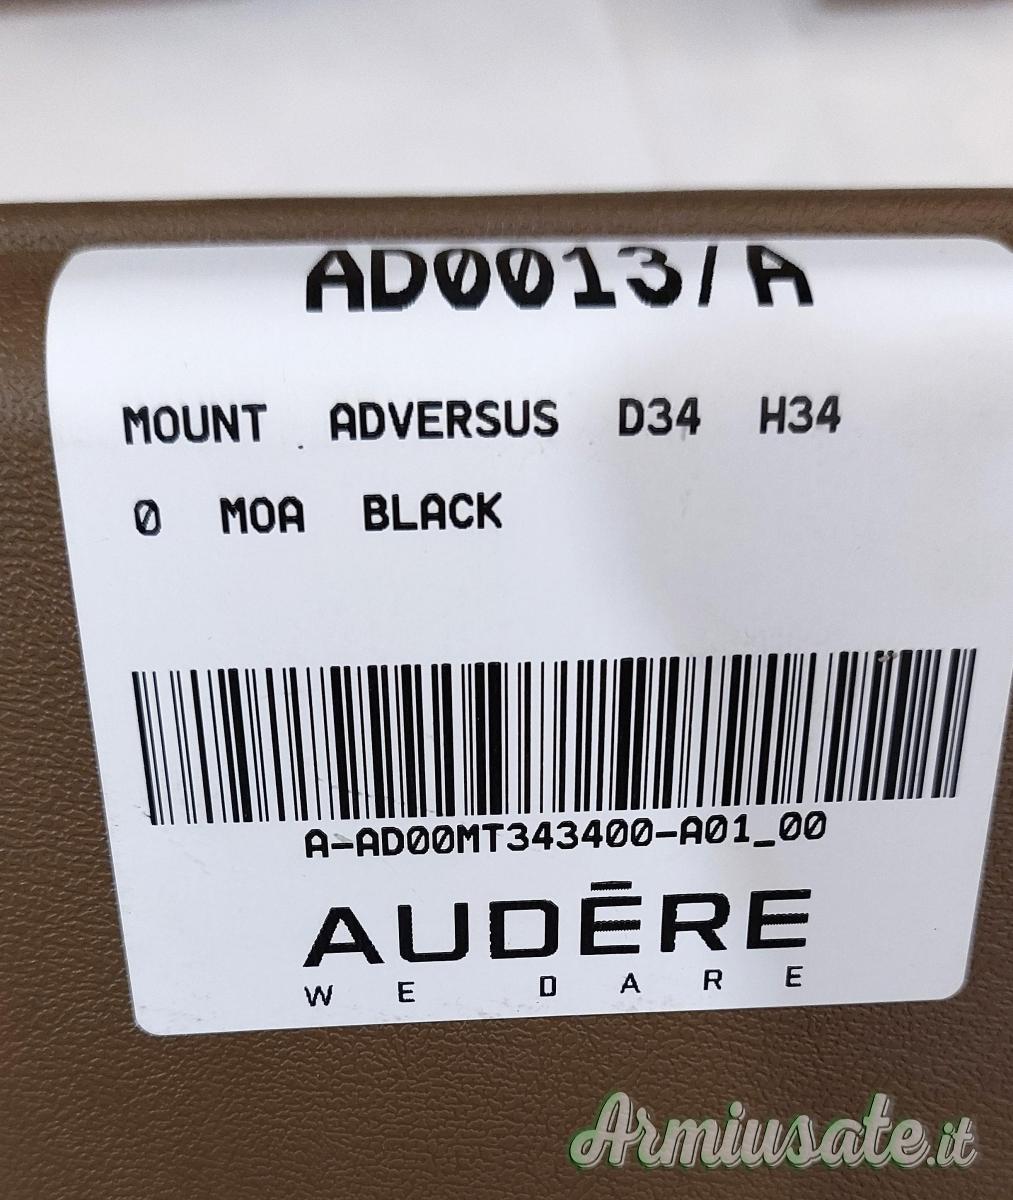 AD0013/A
MOUNT ADVERSUS D34 H34
0 MOA BLACK
A-AD00MT343400-A01_00
AUDĒRE
WE DARE
Armiusate.it